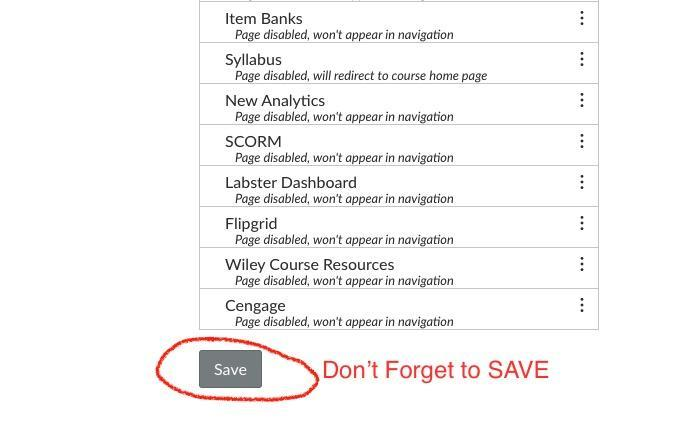 Item Banks
Page disabled, won't appear in navigation
Syllabus
Page disabled, will redirect to course home page
New Analytics
Page disabled, won't appear in navigation
SCORM
Page disabled, won't appear in navigation
Labster Dashboard
Page disabled, won't appear in navigation
Flipgrid
Page disabled, won't appear in navigation
Wiley Course Resources
Page disabled, won't appear in navigation
Cengage
Page disabled, won't appear in navigation
Save Don't Forget to SAVE